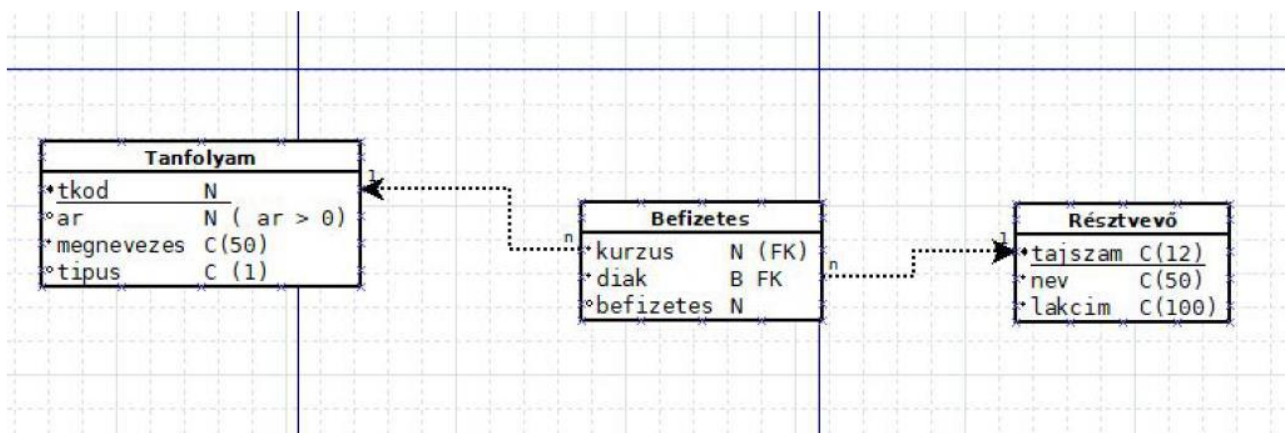 Tanfolyam
tkod N
ar N ( ar > 0)
megnevezes C(50)
tipus C (1)
1
n
Befizetes
kurzus N (FK)
diak B FK
befizetes N
n
1
Résztvevő
tajszam C(12)
nev C(50)
lakcim C(100)